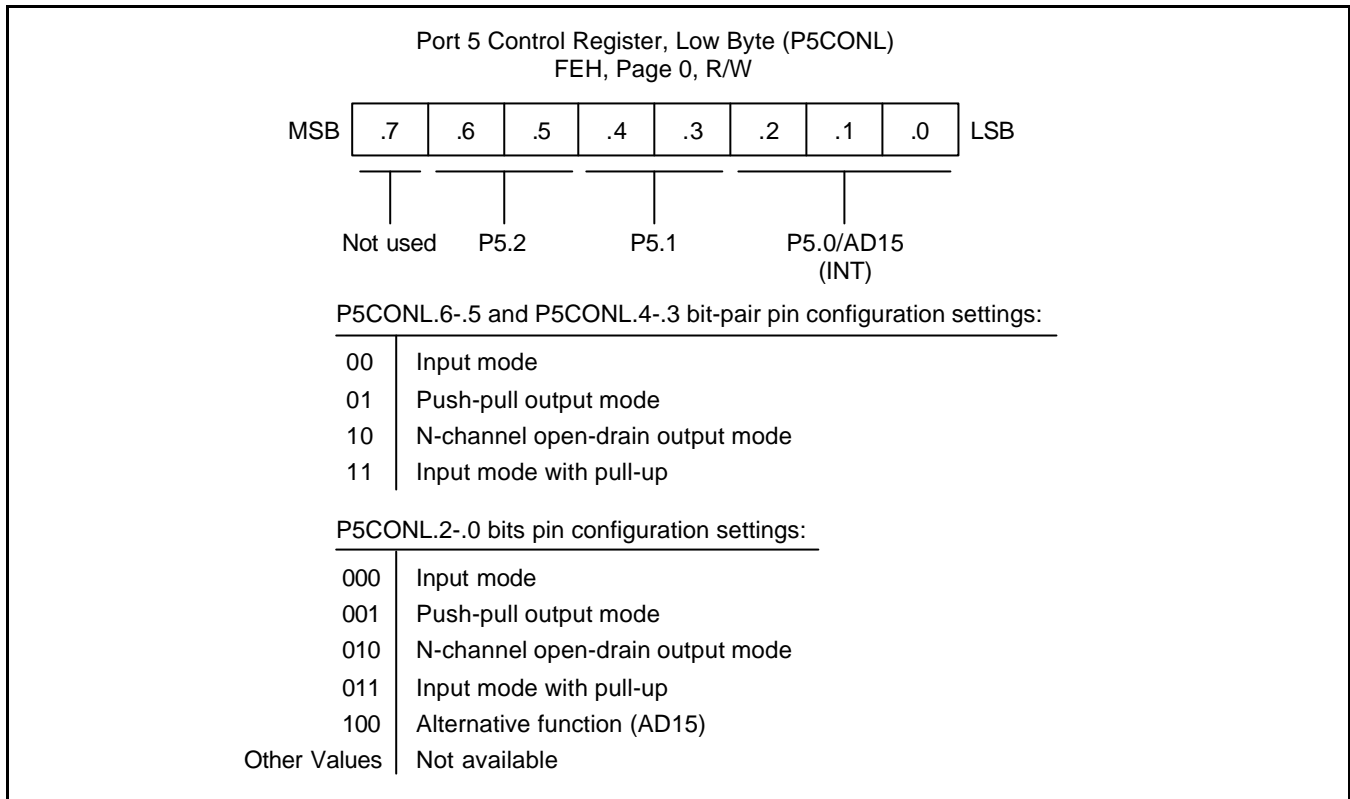 Port 5 Control Register, Low Byte (P5CONL)
FEH, Page 0, R/W
MSB .7 .6 .5 .4 .3 .2 .1 .0 LSB
Not used P5.2 P5.1 P5.0/AD15
(INT)
P5CONL.6-.5 and P5CONL.4-.3 bit-pair pin configuration settings:
00 Input mode
01 Push-pull output mode
10 N-channel open-drain output mode
11 Input mode with pull-up
P5CONL.2-.0 bits pin configuration settings:
000 Input mode
001 Push-pull output mode
010 N-channel open-drain output mode
011 Input mode with pull-up
100 Alternative function (AD15)
Other Values Not available